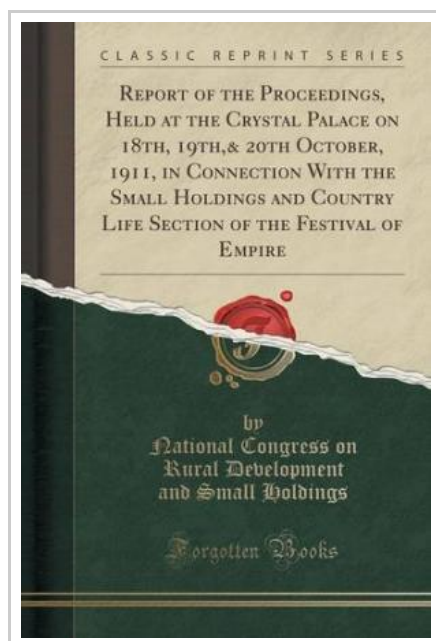 CLASSIC REPRINT SERIES
REPORT OF THE PROCEEDINGS,
HELD AT THE CRYSTAL PALACE ON
18TH, 19TH,& 20TH OCTOBER,
1911, IN CONNECTION WITH THE
SMALL HOLDINGS AND COUNTRY
LIFE SECTION OF THE FESTIVAL OF
EMPIRE
by
National Congress on
Rural Development
and Small Holdings
Forgotten Books